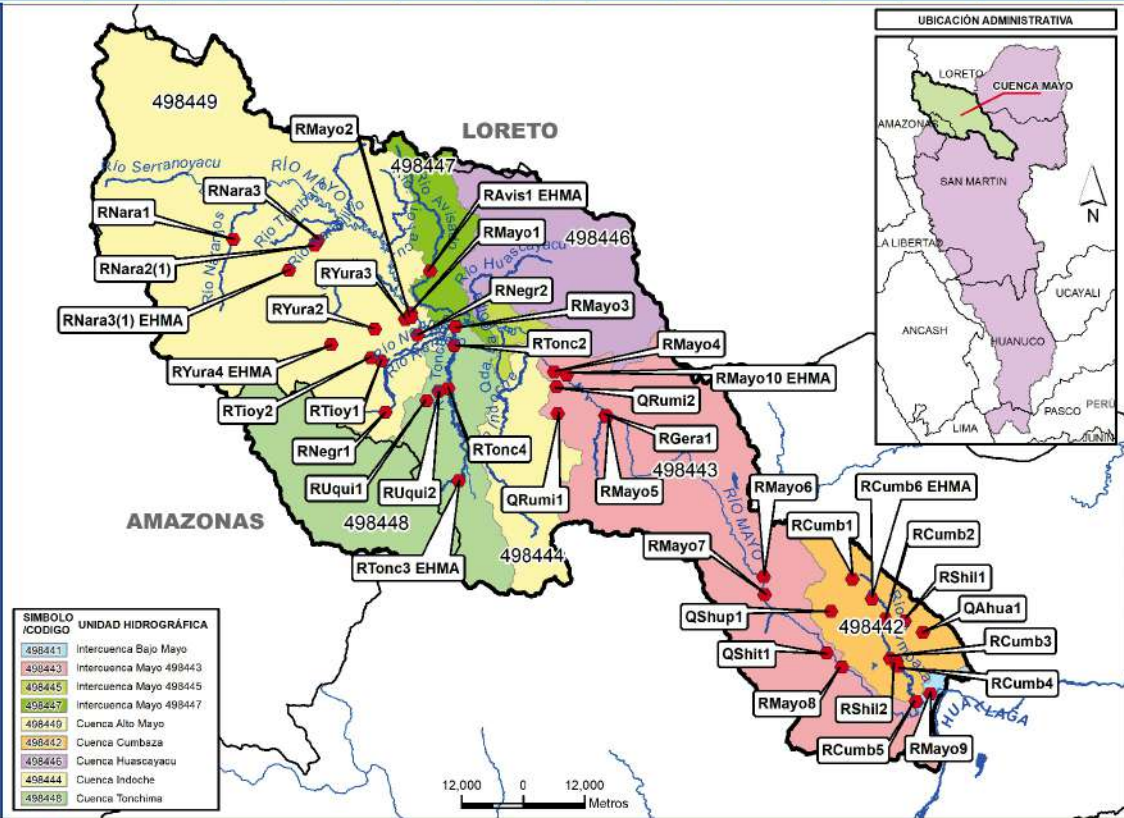 UBICACIÓN ADMINISTRATIVA
LORETO
CUENCA MAYO
AMAZONAS
SAN MARTIN
N
LA LIBERTAD
UCAYALI
ANCASH
HUANUCO
PASCO
PERÚ
LIMA
JUNIN
498449
LORETO
RMayo2
498447
Río Serranoyacu
RÍO MAYO
RNara3
RAvis1 EHMA
RNara1
RMayo1
498446
Río Huascayacu
RNara2(1)
RYura3
RNegr2
Río Naranjos
RNara3(1) EHMA
RYura2
RMayo3
RTonc2
RMayo4
RYura4 EHMA
RMayo10 EHMA
QRumi2
RTioy2
RTioy1
Indoche
RGera1
RNegr1
RTonc4
498443
RUqui1
RUqui2
QRumi1
RMayo5
RMayo6
RCumb6 EHMA
AMAZONAS
498448
RÍO MAYO
RCumb1
RCumb2
498444
RMayo7
RShil1
RTonc3 EHMA
QShup1
QAhua1
498442
RCumb3
QShit1
RCumb4
RMayo8
RShil2
HUALLAGA
RCumb5
RMayo9
SIMBOLO
/CODIGO
UNIDAD HIDROGRÁFICA
498441 Intercuenca Bajo Mayo
498443 Intercuenca Mayo 498443
498445 Intercuenca Mayo 498445
498447 Intercuenca Mayo 498447
498449 Cuenca Alto Mayo
498442 Cuenca Cumbaza
498446 Cuenca Huascayacu
498444 Cuenca Indoche
498448 Cuenca Tonchima
12,000 0 12,000
Metros